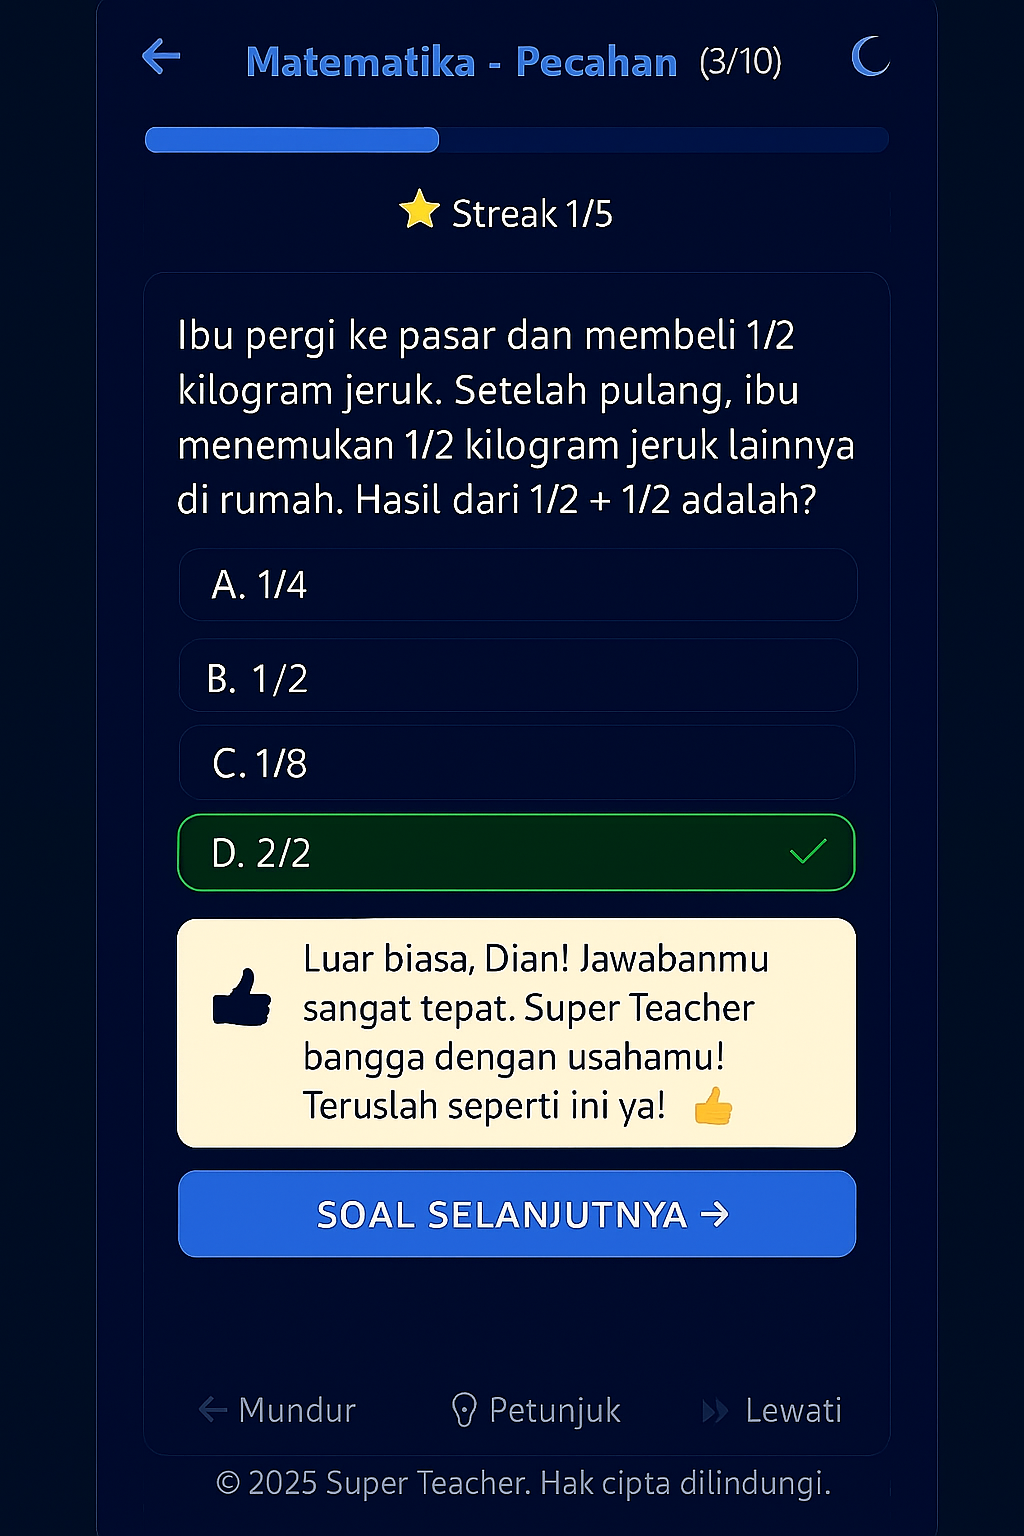 Matematika - Pecahan (3/10)
Streak 1/5
Ibu pergi ke pasar dan membeli 1/2
kilogram jeruk. Setelah pulang, ibu
menemukan 1/2 kilogram jeruk lainnya
di rumah. Hasil dari 1/2 + 1/2 adalah?
A. 1/4
B. 1/2
C. 1/8
D. 2/2
Luar biasa, Dian! Jawabanmu
sangat tepat. Super Teacher
bangga dengan usahamu!
Teruslah seperti ini ya! 👍
SOAL SELANJUTNYA →
Mundur Petunjuk Lewati
© 2025 Super Teacher. Hak cipta dilindungi.